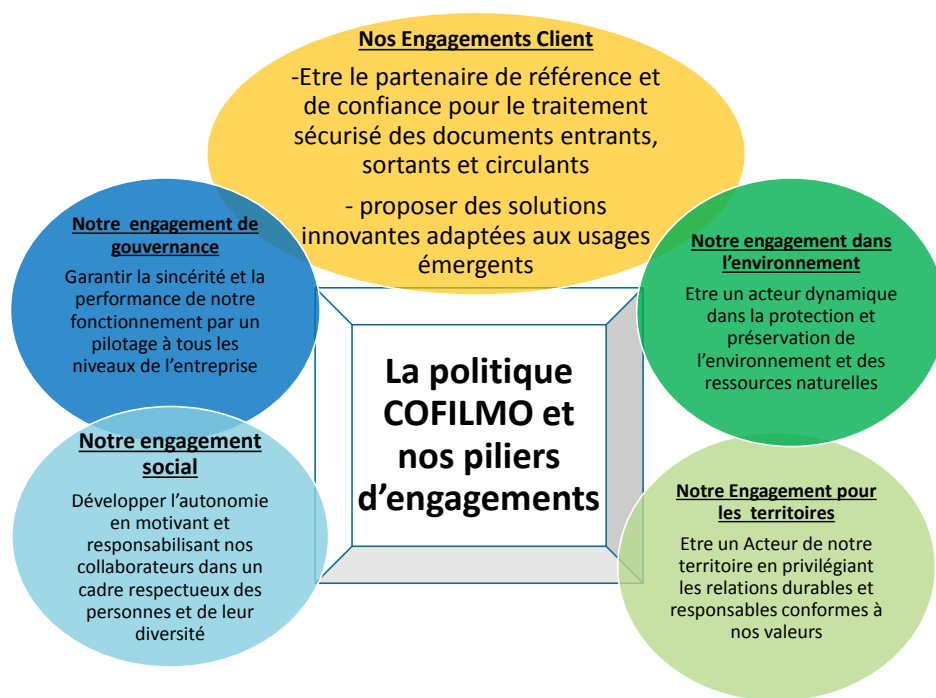 Nos Engagements Client
-Etre le partenaire de référence et
de confiance pour le traitement
sécurisé des documents entrants,
sortants et circulants
- proposer des solutions
innovantes adaptées aux usages
émergents
Notre engagement de
gouvernance
Garantir la sincérité et la
performance de notre
fonctionnement par un
pilotage à tous les
niveaux de l’entreprise
Notre engagement dans
l’environnement
Etre un acteur dynamique
dans la protection et
préservation de
l’environnement et des
ressources naturelles
La politique
COFILMO et
nos piliers
d’engagements
Notre engagement
social
Développer l’autonomie
en motivant et
responsabilisant nos
collaborateurs dans un
cadre respectueux des
personnes et de leur
diversité
Notre Engagement pour
les territoires
Etre un Acteur de notre
territoire en privilégiant
les relations durables et
responsables conformes à
nos valeurs